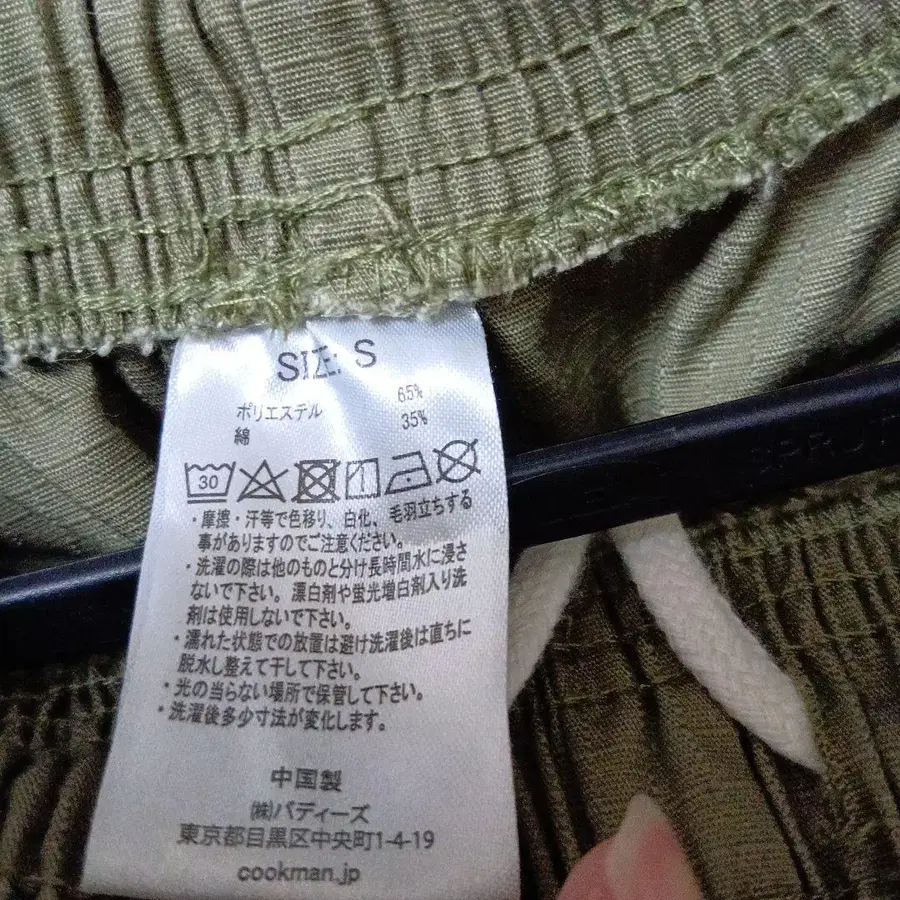 SIZE: S
ポリエステル 65%
綿 35%
30
・摩擦・汗等で色移り、白化、毛羽立ちする
事がありますのでご注意ください。
・洗濯の際は他のものと分け長時間水に浸さ
ないで下さい。漂白剤や蛍光増白剤入り洗
剤は使用しないで下さい。
・濡れた状態での放置は避け洗濯後は直ちに
脱水し整えて干して下さい。
・光の当らない場所で保管して下さい。
・洗濯後多少寸法が変化します。
中国製
㈱バディーズ
東京都目黒区中央町1-4-19
cookman.jp